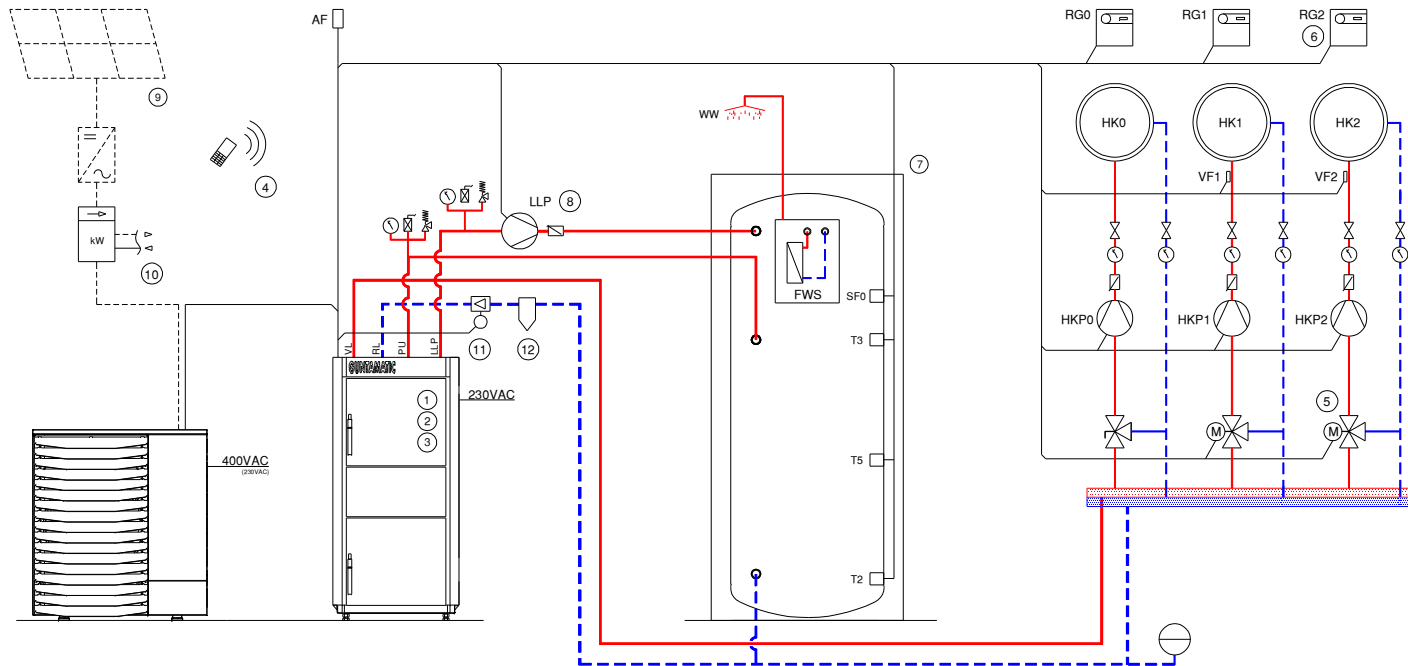 AF
RG0
RG1
RG2
6
9
4
kW
10
WW
7
HK0
HK1
HK2
VF1
VF2
LLP
8
FWS
SF0
T3
T5
T2
HKP0
HKP1
HKP2
VL
RL
PU
LLP
11
12
GUNTAMATIC
1
2
3
230VAC
400VAC
(230VAC)
5
M
M